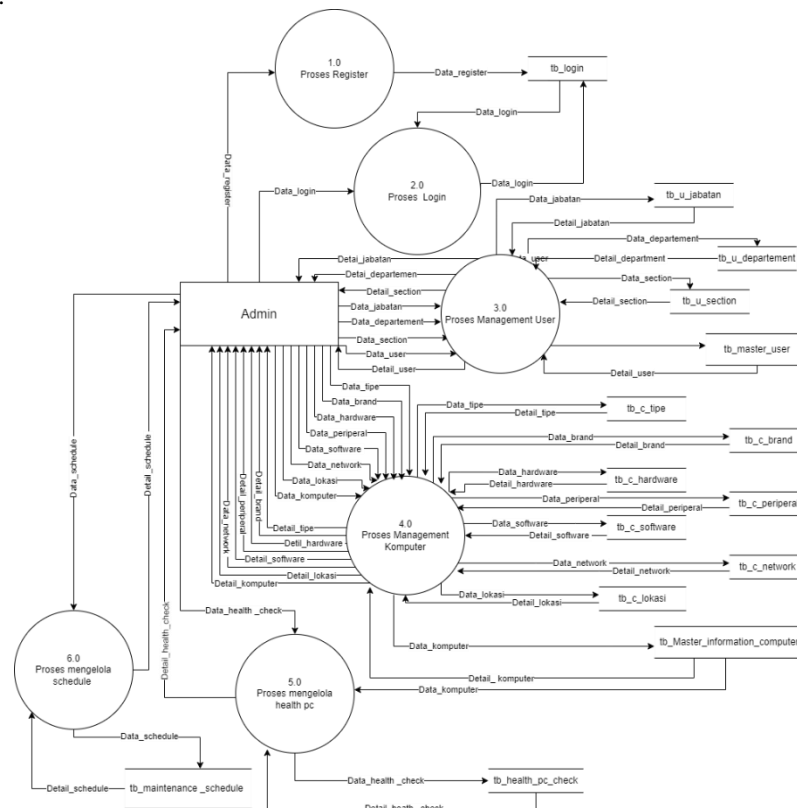 1.0
Proses Register
Data_register
tb_login
Data_login
2.0
Proses Login
Data_login
Data_login
Data_register
Data_jabatan
tb_u_jabatan
Detail_jabatan
Data_departement
Detai_jabatan
Detail_department
tb_u_departement
Detai_departemen
Data_section
Detail_section
Admin
Data_jabatan
3.0
Proses Management User
Detail_section
tb_u_section
Data_departement
Data_section
Data_user
tb_master_user
Detail_user
Detail_user
Data_tipe
Data_brand
Data_hardware
Data_periperal
Data_software
Data_network
Data_lokasi
Data_komputer
Data_tipe
Detail_tipe
tb_c_tipe
Data_brand
Detail_brand
tb_c_brand
Data_hardware
Detail_hardware
tb_c_hardware
Data_periperal
Detail_periperal
tb_c_periperal
Data_software
Detail_software
tb_c_software
Data_network
Detail_network
tb_c_network
Data_lokasi
Detail_lokasi
tb_c_lokasi
4.0
Proses Management
Komputer
Data_schedule
Detail_schedule
Data_network
Detail_periperal
Detail_brand
Detail_tipe
Detil_hardware
Detail_software
Detail_lokasi
Detail_komputer
Detail_health_check
Data_health _check
Data_komputer
tb_Master_information_computer
Detail_ komputer
Data_komputer
6.0
Proses mengelola
schedule
5.0
Proses mengelola
health pc
Data_schedule
Detail_schedule
tb_maintenance _schedule
Data_health _check
tb_health_pc_check